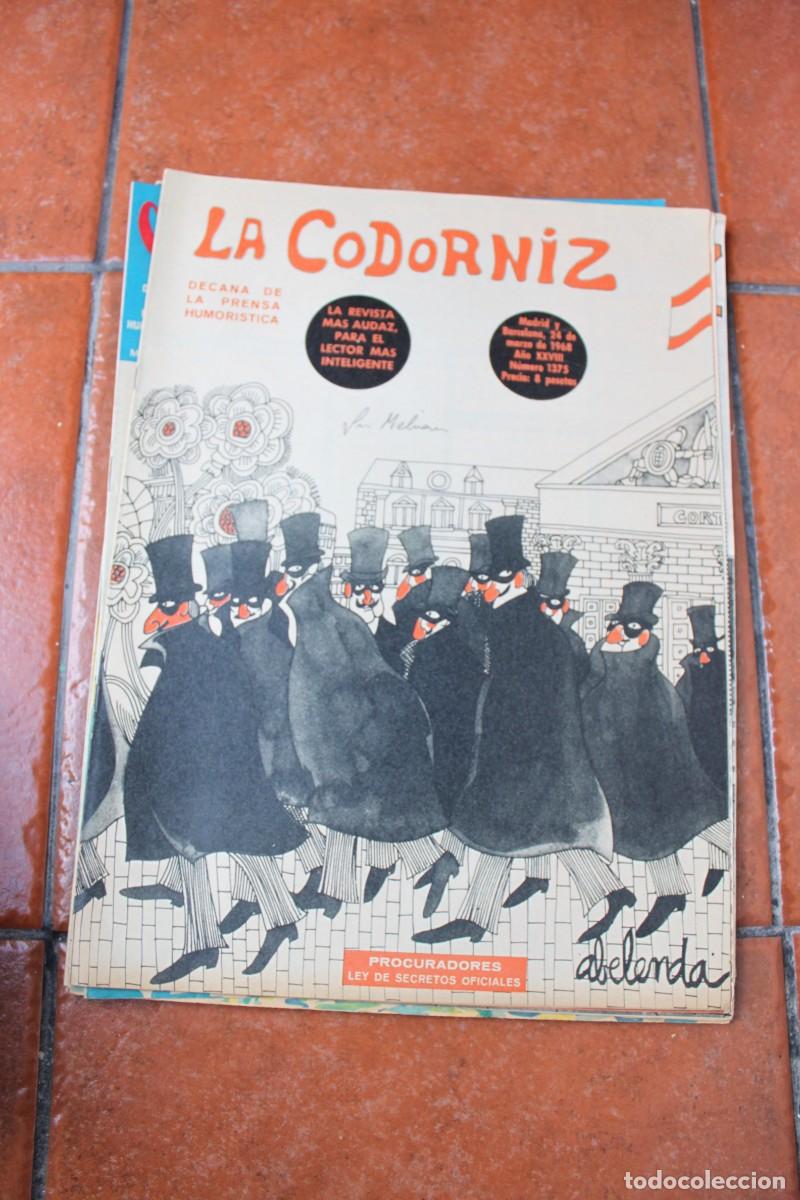 LA CODORNIZ
DECANA DE
LA PRENSA
HUMORISTICA
LA REVISTA
MAS AUDAZ,
PARA EL
LECTOR MAS
INTELIGENTE
Madrid y
Barcelona, 24 de
marzo de 1968
Año XXVIII
Número 1375
Precio: 8 pesetas
CORT
PROCURADORES
LEY DE SECRETOS OFICIALES
abelenda
todocoleccion